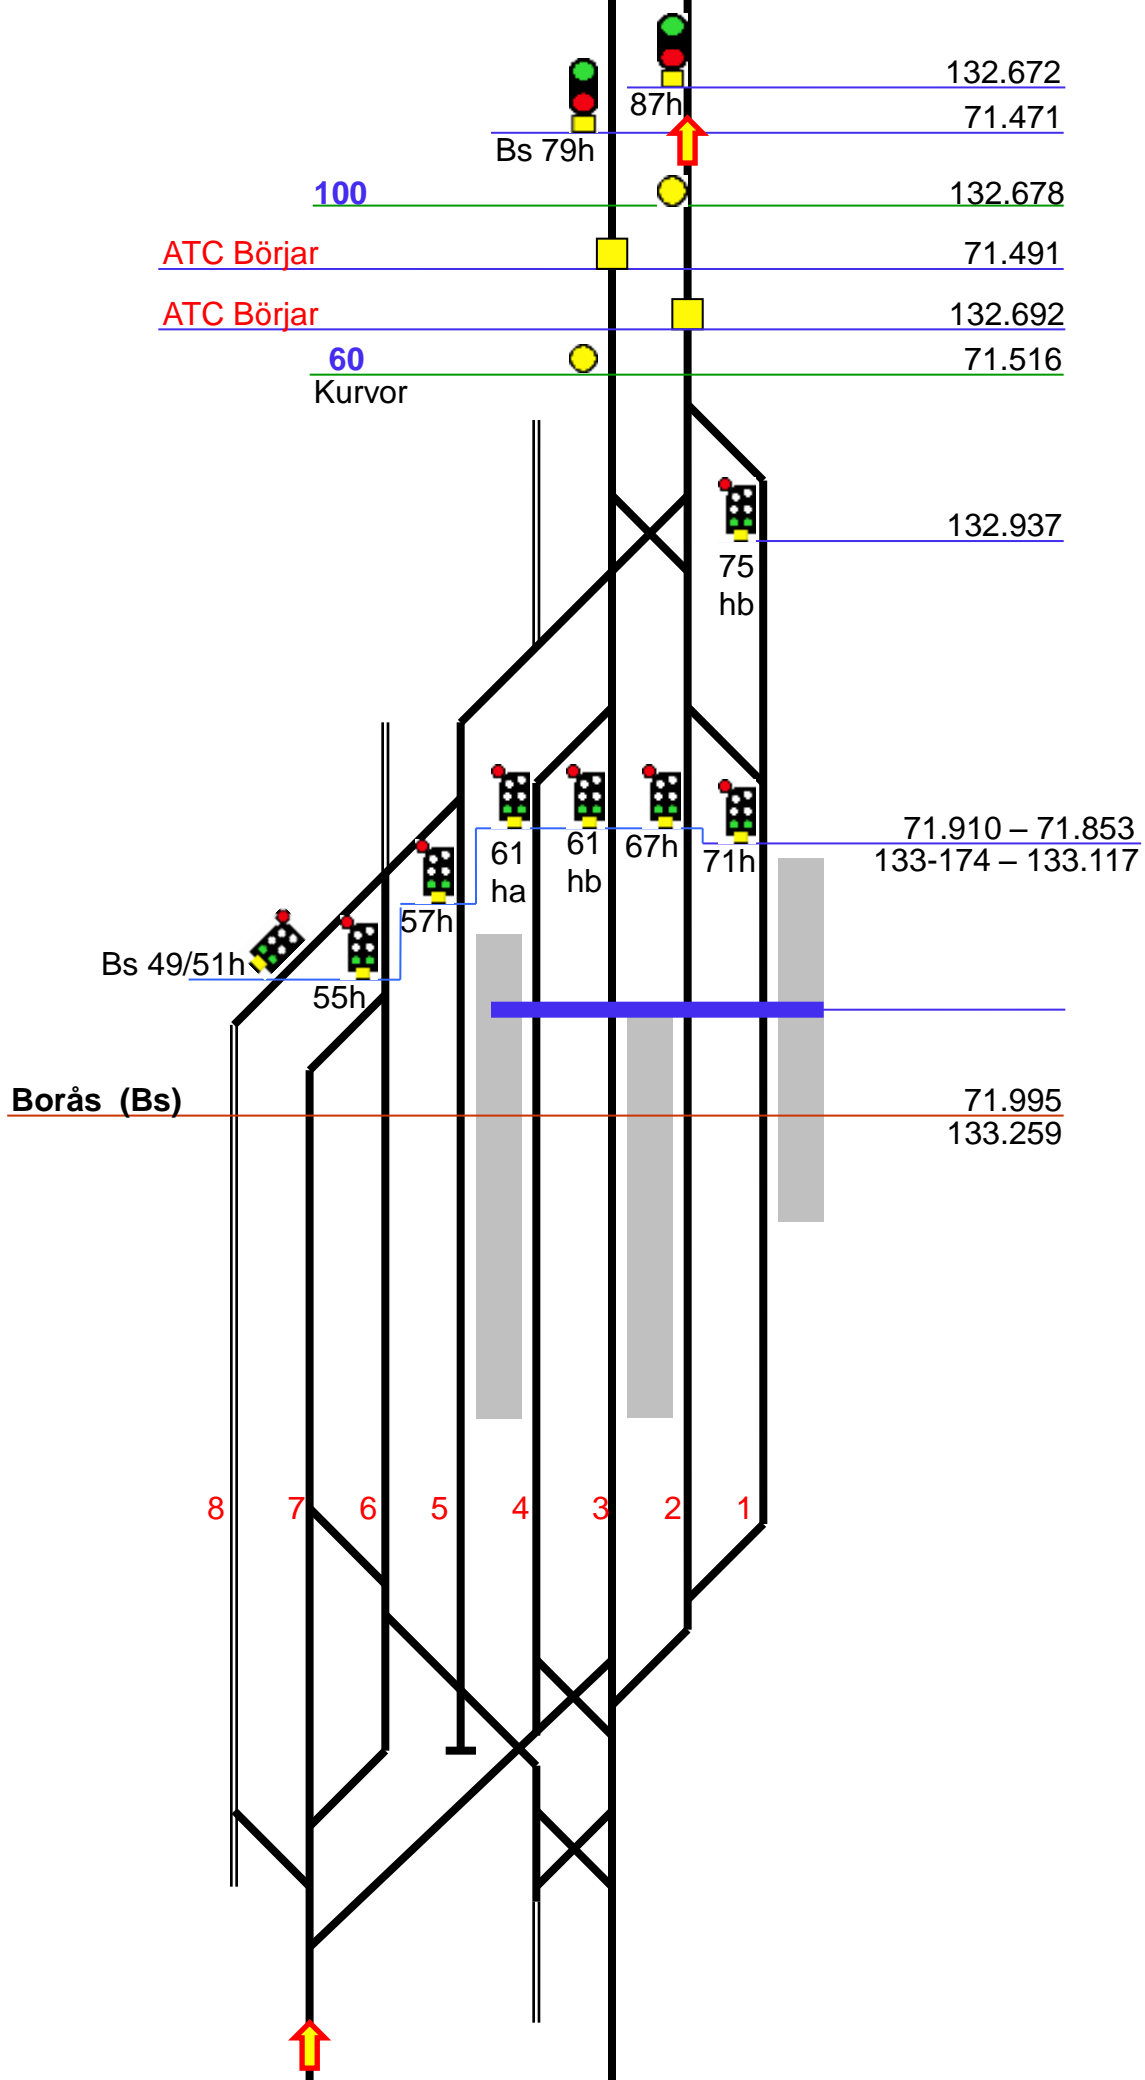 132.672
87h
71.471
Bs 79h
100 132.678
ATC Börjar 71.491
ATC Börjar 132.692
60 71.516
Kurvor
132.937
75
hb
61
ha
61
hb
67h
71h
71.910 – 71.853
133-174 – 133.117
57h
Bs 49/51h
55h
Borås (Bs) 71.995
133.259
8 7 6 5 4 3 2 1